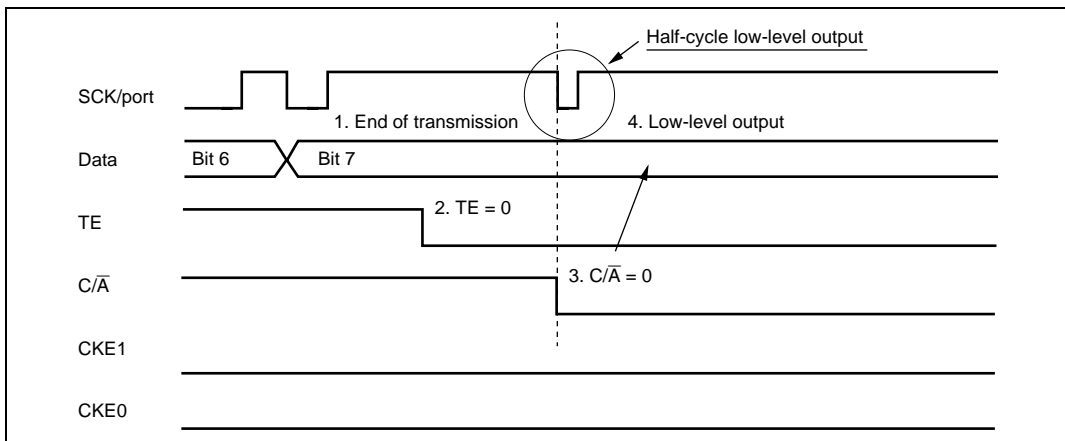 Half-cycle low-level output
SCK/port
1. End of transmission
4. Low-level output
Data
Bit 6
Bit 7
TE
2. TE = 0
C/A̅
3. C/A̅ = 0
CKE1
CKE0